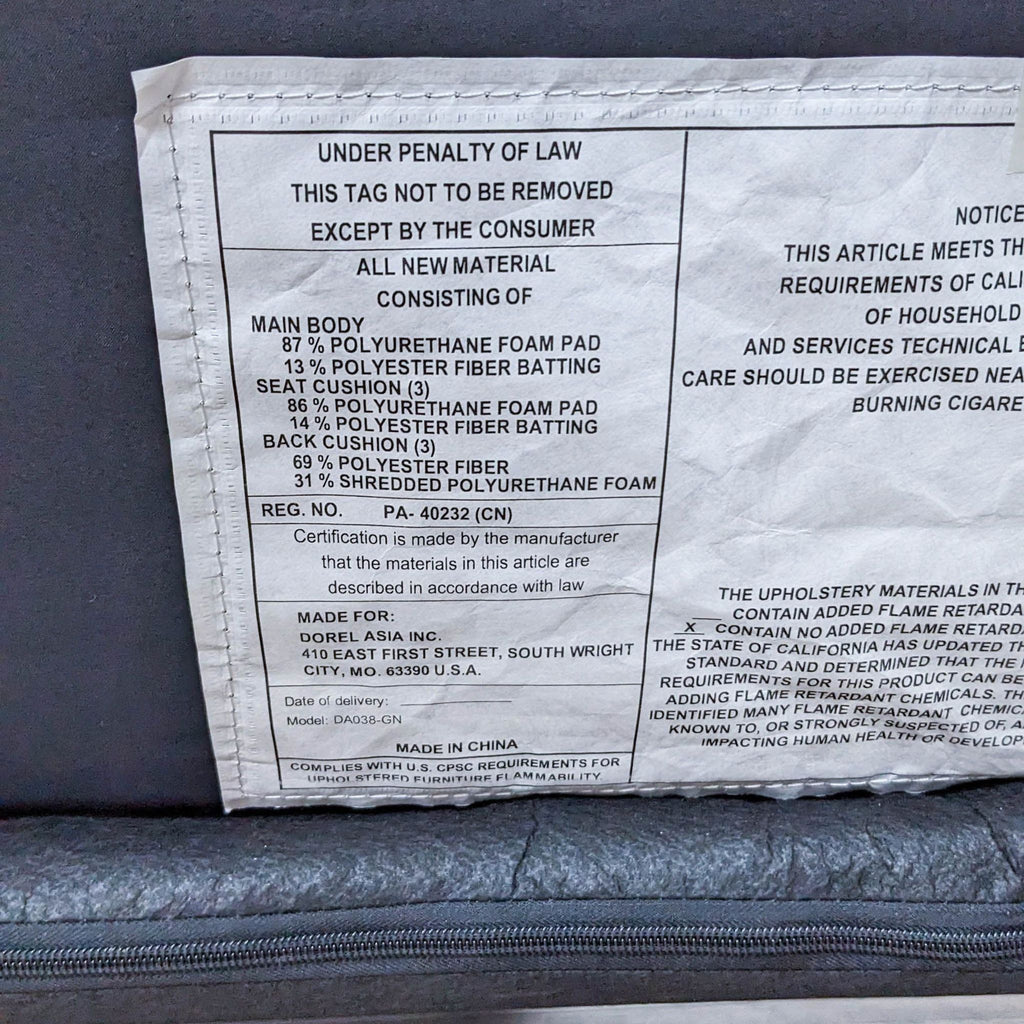 UNDER PENALTY OF LAW
THIS TAG NOT TO BE REMOVED
EXCEPT BY THE CONSUMER
ALL NEW MATERIAL
CONSISTING OF
MAIN BODY
87 % POLYURETHANE FOAM PAD
13 % POLYESTER FIBER BATTING
SEAT CUSHION (3)
86 % POLYURETHANE FOAM PAD
14 % POLYESTER FIBER BATTING
BACK CUSHION (3)
69 % POLYESTER FIBER
31 % SHREDDED POLYURETHANE FOAM
REG. NO. PA- 40232 (CN)
Certification is made by the manufacturer
that the materials in this article are
described in accordance with law
MADE FOR:
DOREL ASIA INC.
410 EAST FIRST STREET, SOUTH WRIGHT
CITY, MO. 63390 U.S.A.
Date of delivery:
Model: DA038-GN
MADE IN CHINA
COMPLIES WITH U.S. CPSC REQUIREMENTS FOR
UPHOLSTERED FURNITURE FLAMMABILITY.
NOTICE
THIS ARTICLE MEETS TH
REQUIREMENTS OF CALI
OF HOUSEHOLD
AND SERVICES TECHNICAL
CARE SHOULD BE EXERCISED NEA
BURNING CIGARE
THE UPHOLSTERY MATERIALS IN TH
CONTAIN ADDED FLAME RETARDA
X CONTAIN NO ADDED FLAME RETARDA
THE STATE OF CALIFORNIA HAS UPDATED TH
STANDARD AND DETERMINED THAT THE
REQUIREMENTS FOR THIS PRODUCT CAN BE
ADDING FLAME RETARDANT CHEMICALS. TH
IDENTIFIED MANY FLAME RETARDANT CHEMIC
KNOWN TO, OR STRONGLY SUSPECTED OF, A
IMPACTING HUMAN HEALTH OR DEVELOP